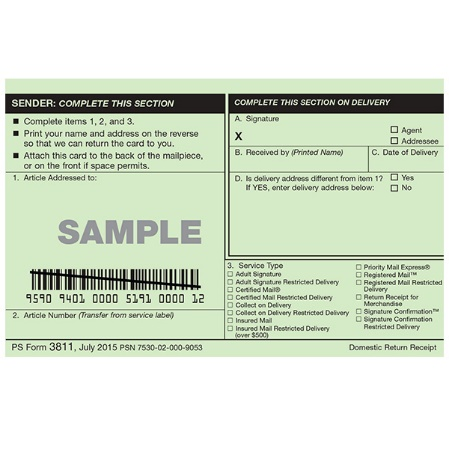 SENDER: COMPLETE THIS SECTION
■ Complete items 1, 2, and 3.
■ Print your name and address on the reverse
so that we can return the card to you.
■ Attach this card to the back of the mailpiece,
or on the front if space permits.
1. Article Addressed to:
SAMPLE
9590 9401 0000 5191 0000 12
2. Article Number (Transfer from service label)
COMPLETE THIS SECTION ON DELIVERY
A. Signature
X
☐ Agent
☐ Addressee
B. Received by (Printed Name)
C. Date of Delivery
D. Is delivery address different from item 1? ☐ Yes
If YES, enter delivery address below: ☐ No
3. Service Type
☐ Adult Signature
☐ Adult Signature Restricted Delivery
☐ Certified Mail®
☐ Certified Mail Restricted Delivery
☐ Collect on Delivery
☐ Collect on Delivery Restricted Delivery
☐ Insured Mail
☐ Insured Mail Restricted Delivery
(over $500)
☐ Priority Mail Express®
☐ Registered Mail™
☐ Registered Mail Restricted
Delivery
☐ Return Receipt for
Merchandise
☐ Signature Confirmation™
☐ Signature Confirmation
Restricted Delivery
PS Form 3811, July 2015 PSN 7530-02-000-9053
Domestic Return Receipt